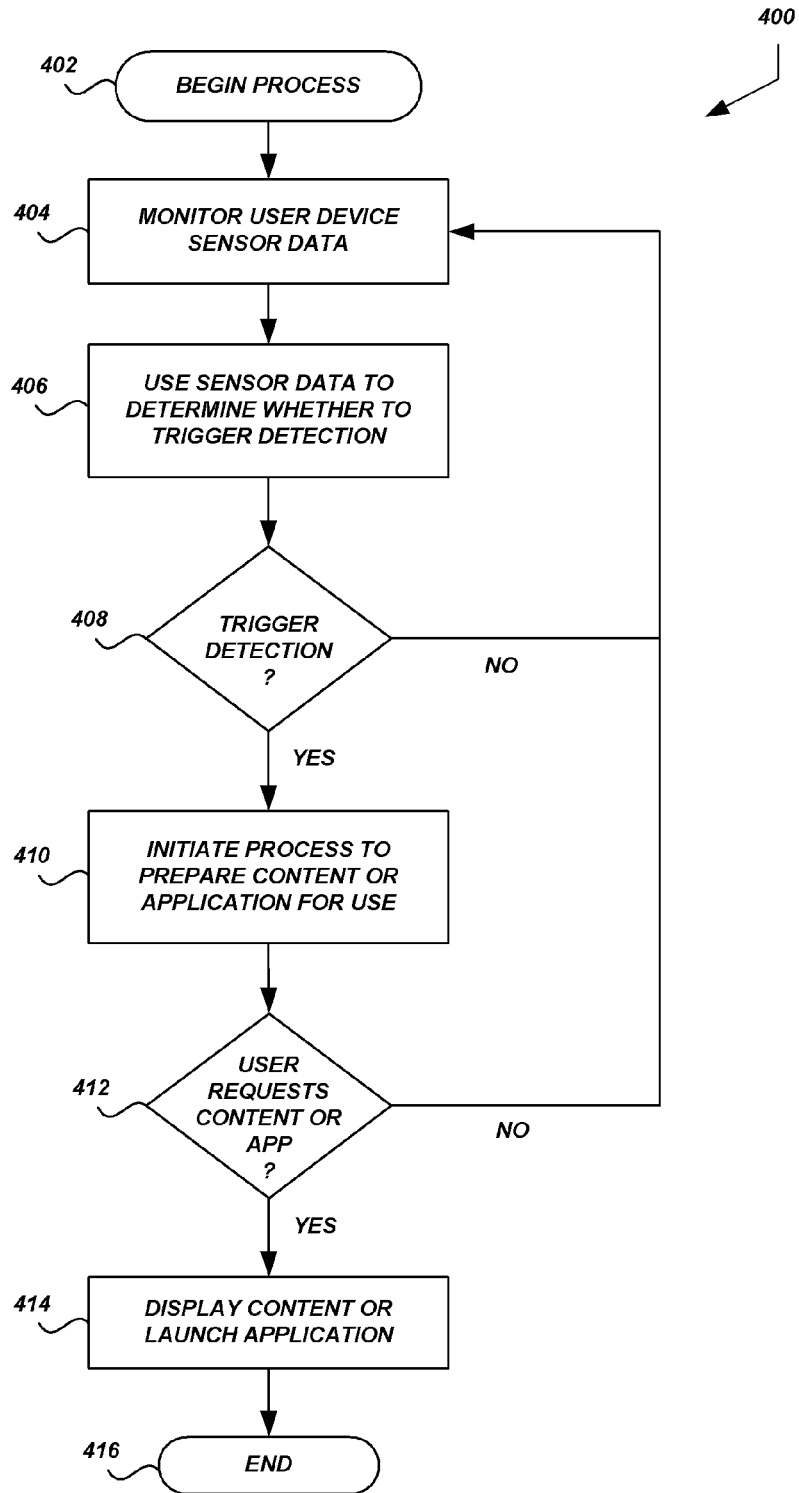 400
402
BEGIN PROCESS
404
MONITOR USER DEVICE
SENSOR DATA
406
USE SENSOR DATA TO
DETERMINE WHETHER TO
TRIGGER DETECTION
408
TRIGGER
DETECTION
?
NO
YES
410
INITIATE PROCESS TO
PREPARE CONTENT OR
APPLICATION FOR USE
412
USER
REQUESTS
CONTENT OR
APP
?
NO
YES
414
DISPLAY CONTENT OR
LAUNCH APPLICATION
416
END